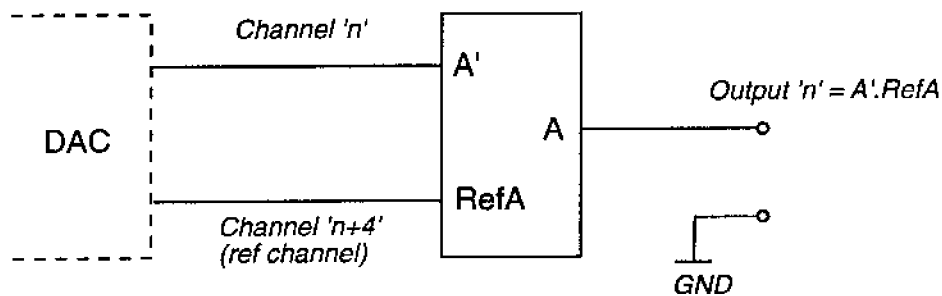 Channel 'n'
A'
Output 'n' = A'.RefA
DAC
A
RefA
Channel 'n+4'
(ref channel)
GND